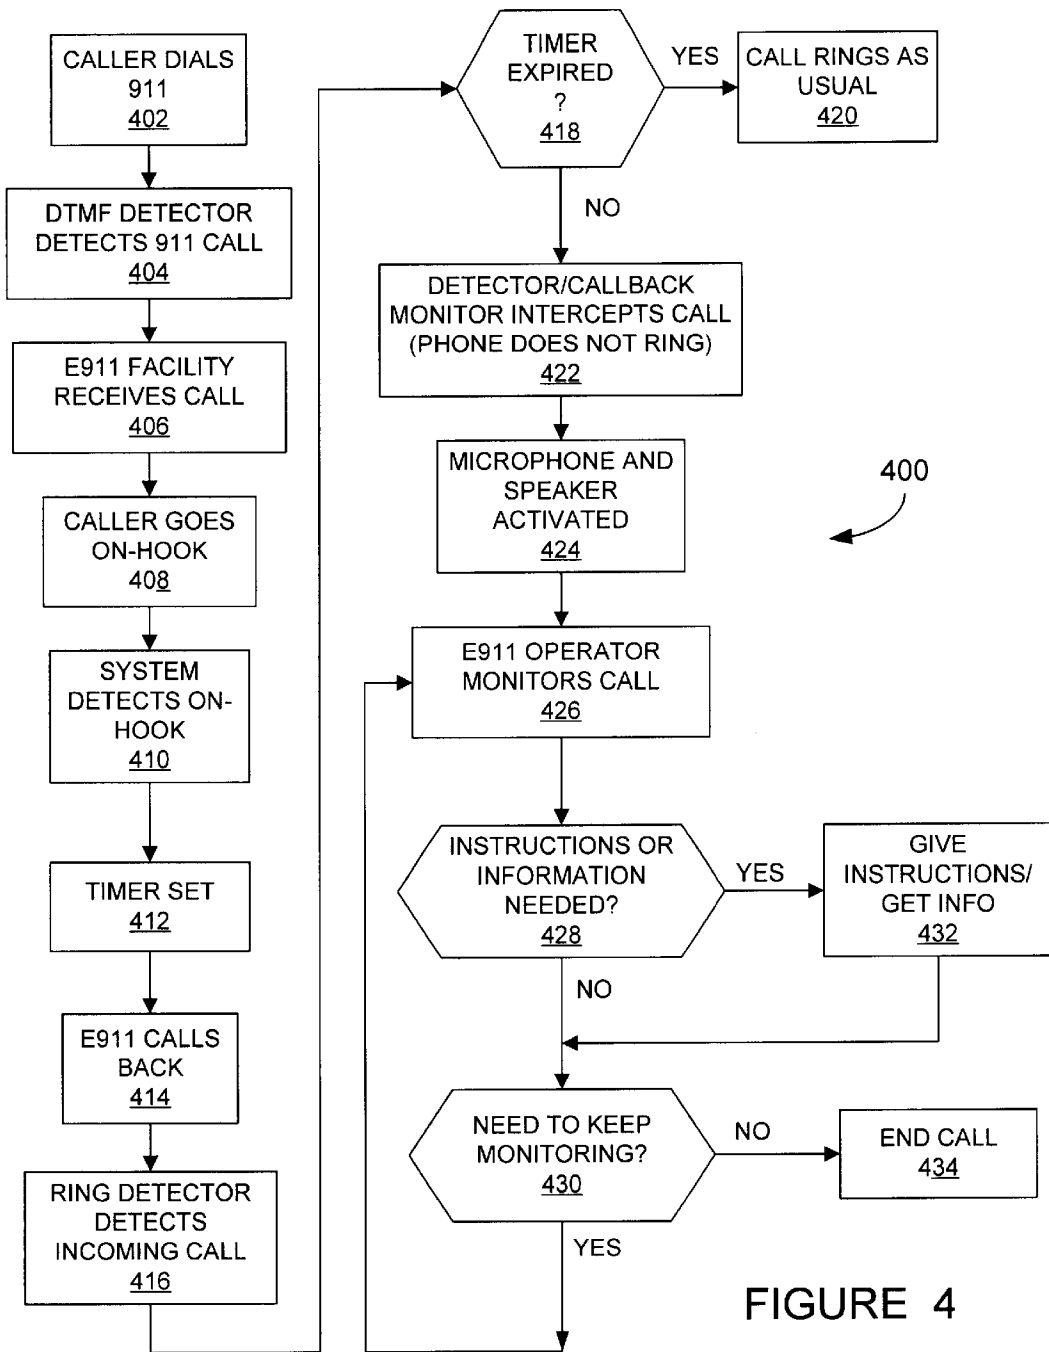 CALLER DIALS
911
402
DTMF DETECTOR
DETECTS 911 CALL
404
E911 FACILITY
RECEIVES CALL
406
CALLER GOES
ON-HOOK
408
SYSTEM
DETECTS ON-
HOOK
410
TIMER SET
412
E911 CALLS
BACK
414
RING DETECTOR
DETECTS
INCOMING CALL
416
TIMER
EXPIRED
?
418
YES
CALL RINGS AS
USUAL
420
NO
DETECTOR/CALLBACK
MONITOR INTERCEPTS CALL
(PHONE DOES NOT RING)
422
MICROPHONE AND
SPEAKER
ACTIVATED
424
400
E911 OPERATOR
MONITORS CALL
426
INSTRUCTIONS OR
INFORMATION
NEEDED?
428
YES
GIVE
INSTRUCTIONS/
GET INFO
432
NO
NEED TO KEEP
MONITORING?
430
NO
END CALL
434
YES
FIGURE 4